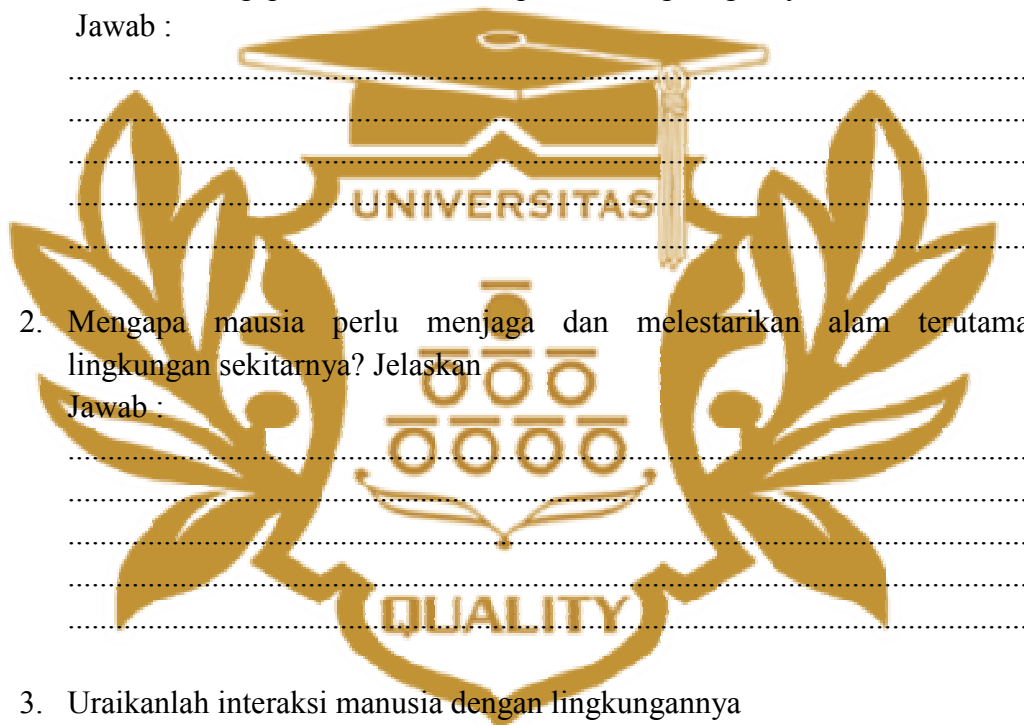 Jawab :
................................................................................
................................................................................
................................................................................
UNIVERSITAS
................................................................................
................................................................................
2. Mengapa mausia perlu menjaga dan melestarikan alam terutama
lingkungan sekitarnya? Jelaskan
Jawab :
................................................................................
................................................................................
................................................................................
................................................................................
QUALITY
................................................................................
3. Uraikanlah interaksi manusia dengan lingkungannya